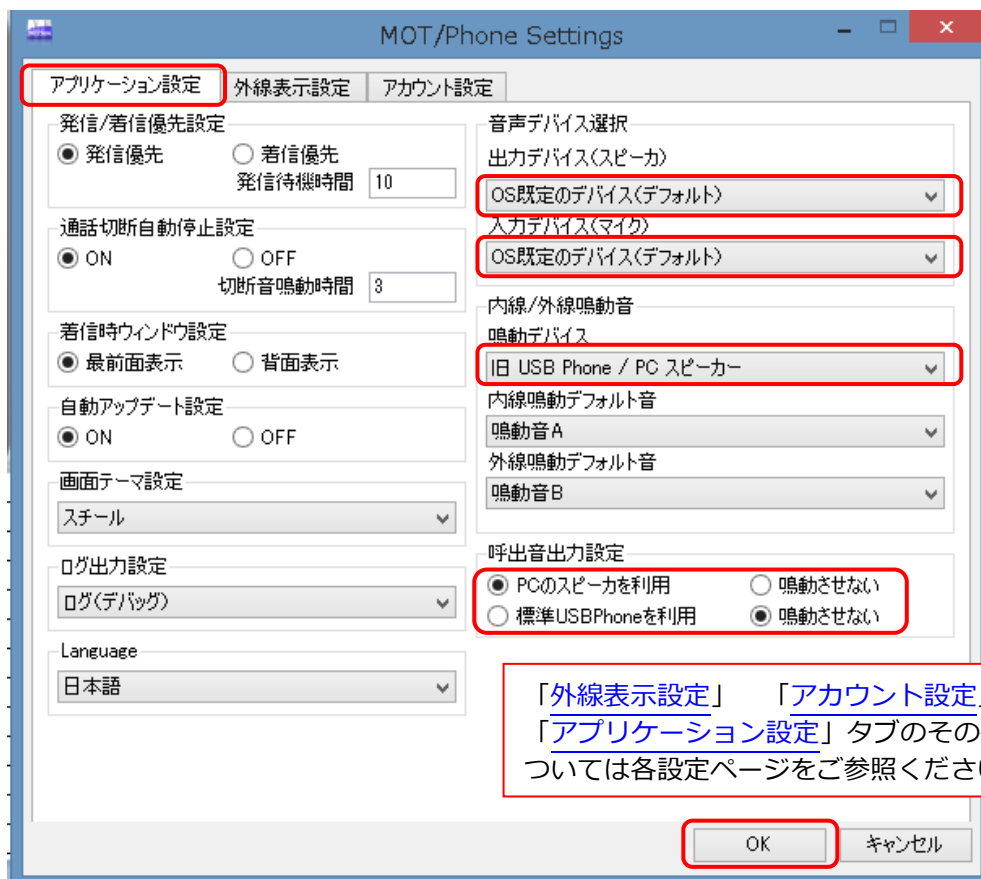 MOT/Phone Settings
アプリケーション設定
外線表示設定
アカウント設定
発信/着信優先設定
発信優先
着信優先
発信待機時間
10
通話切断自動停止設定
ON
OFF
切断音鳴動時間
3
着信時ウィンドウ設定
最前面表示
背面表示
自動アップデート設定
ON
OFF
画面テーマ設定
スチール
ログ出力設定
ログ(デバッグ)
Language
日本語
音声デバイス選択
出力デバイス(スピーカ)
OS既定のデバイス(デフォルト)
入力デバイス(マイク)
OS既定のデバイス(デフォルト)
内線/外線鳴動音
鳴動デバイス
旧 USB Phone / PC スピーカー
内線鳴動デフォルト音
鳴動音A
外線鳴動デフォルト音
鳴動音B
呼出音出力設定
PCのスピーカを利用
鳴動させない
標準USBPhoneを利用
鳴動させない
「外線表示設定」 「アカウント設定」
「アプリケーション設定」タブのその
ついては各設定ページをご参照くださ
OK
キャンセル